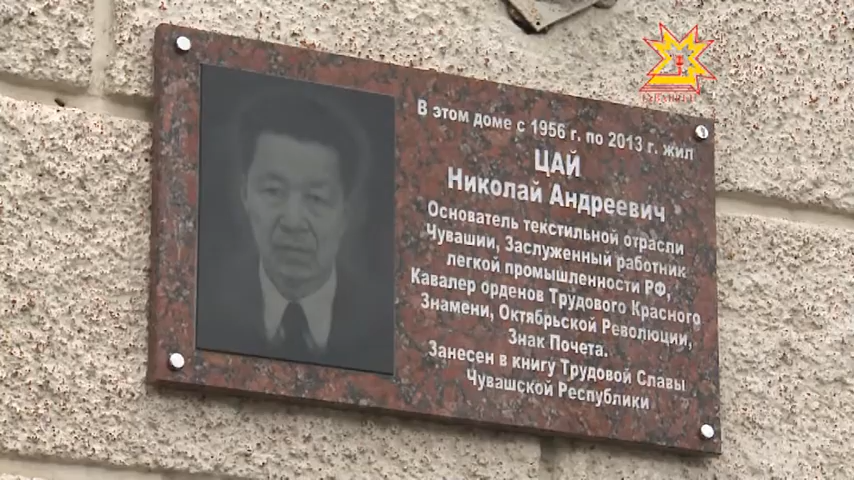 В этом доме с 1956 г. по 2013 г. жил
ЦАЙ
Николай Андреевич
Основатель текстильной отрасли
Чувашии, Заслуженный работник
легкой промышленности РФ,
Кавалер орденов Трудового Красного
Знамени, Октябрьской Революции,
Знак Почета.
Занесен в книгу Трудовой Славы
Чувашской Республики